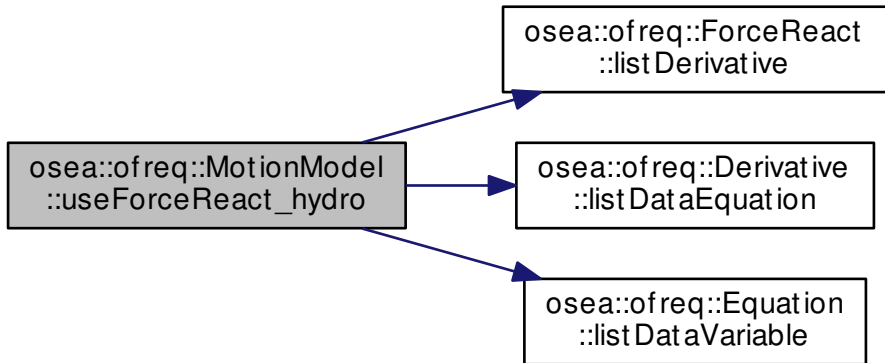 osea::ofreq::MotionModel
::useForceReact_hydro
osea::ofreq::ForceReact
::listDerivative
osea::ofreq::Derivative
::listDataEquation
osea::ofreq::Equation
::listDataVariable